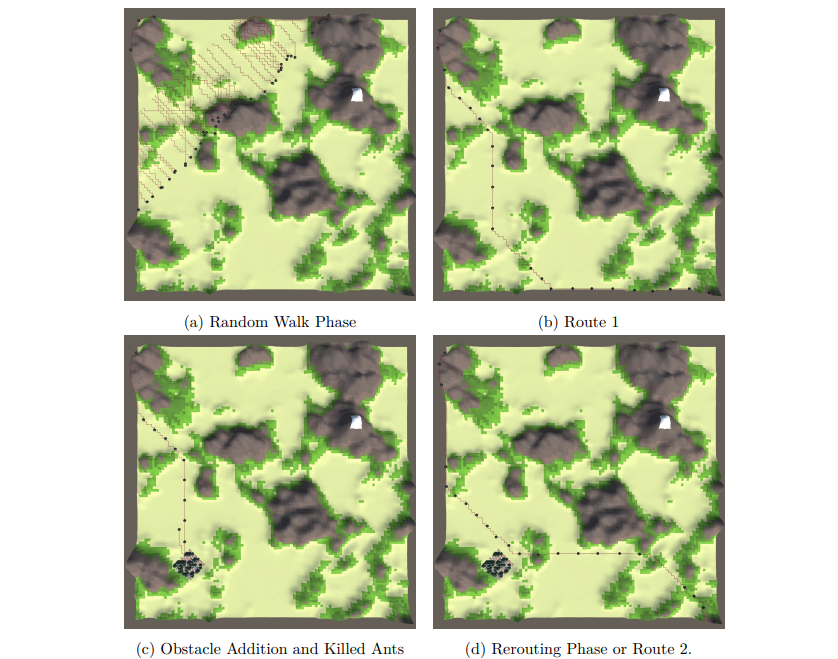 (a) Random Walk Phase
(b) Route 1
(c) Obstacle Addition and Killed Ants
(d) Rerouting Phase or Route 2.